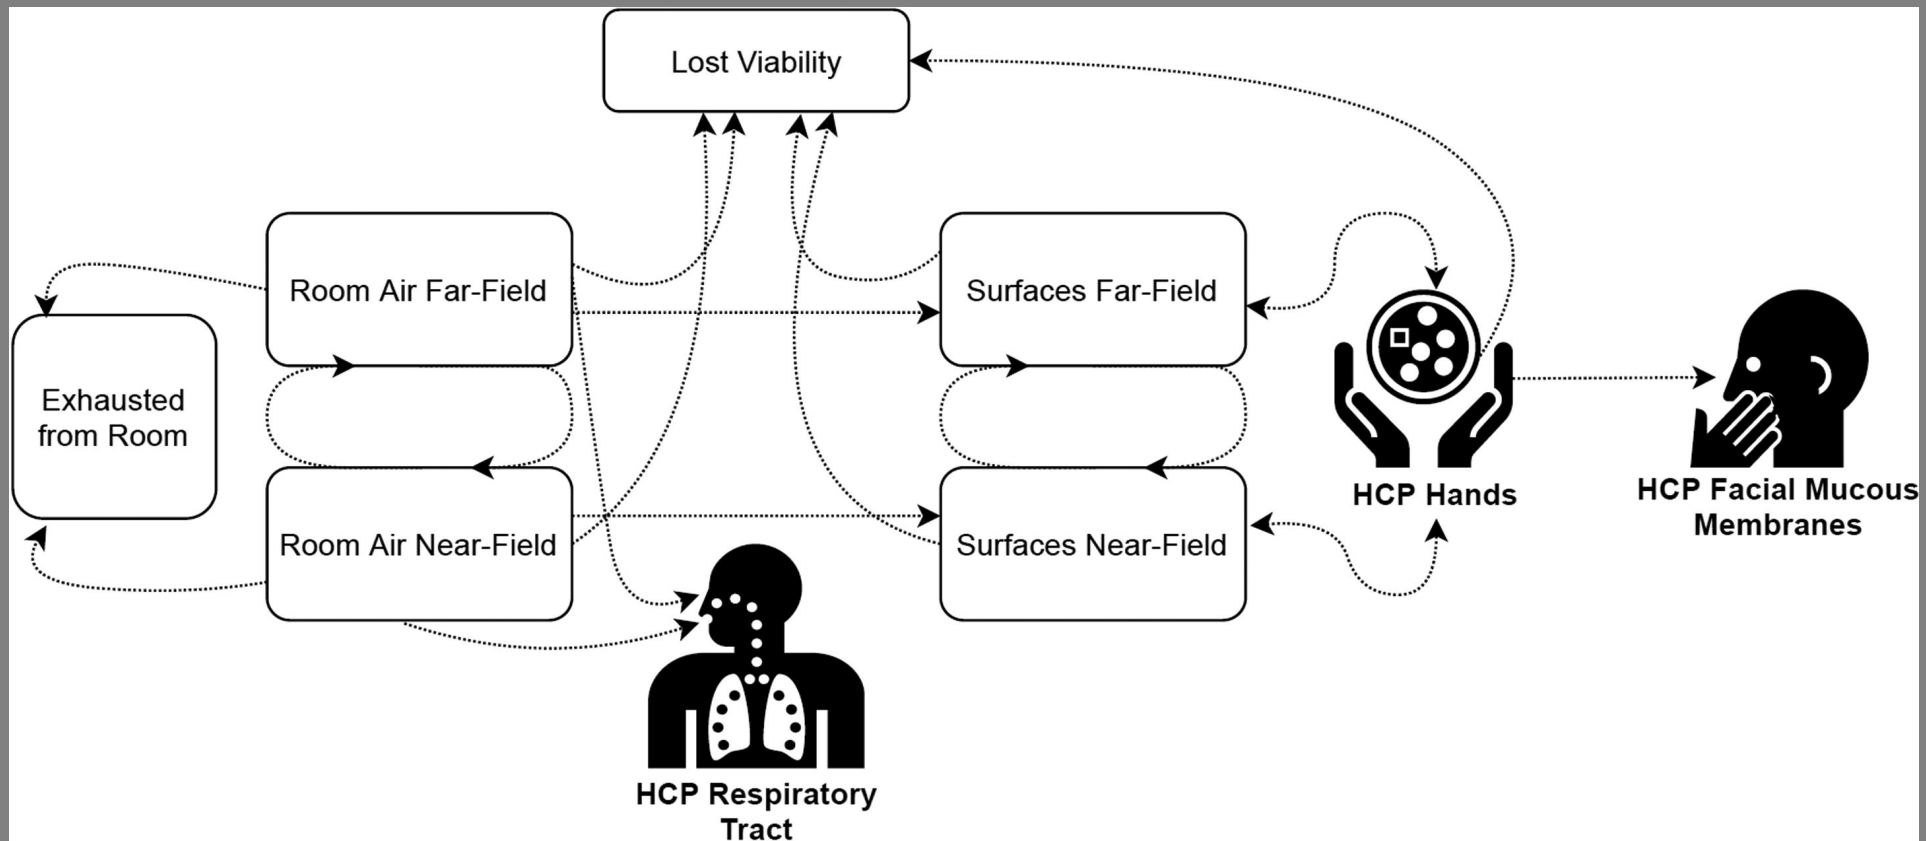 Lost Viability
Room Air Far-Field
Surfaces Far-Field
Exhausted
from Room
Room Air Near-Field
Surfaces Near-Field
HCP Hands
HCP Facial Mucous
Membranes
HCP Respiratory
Tract